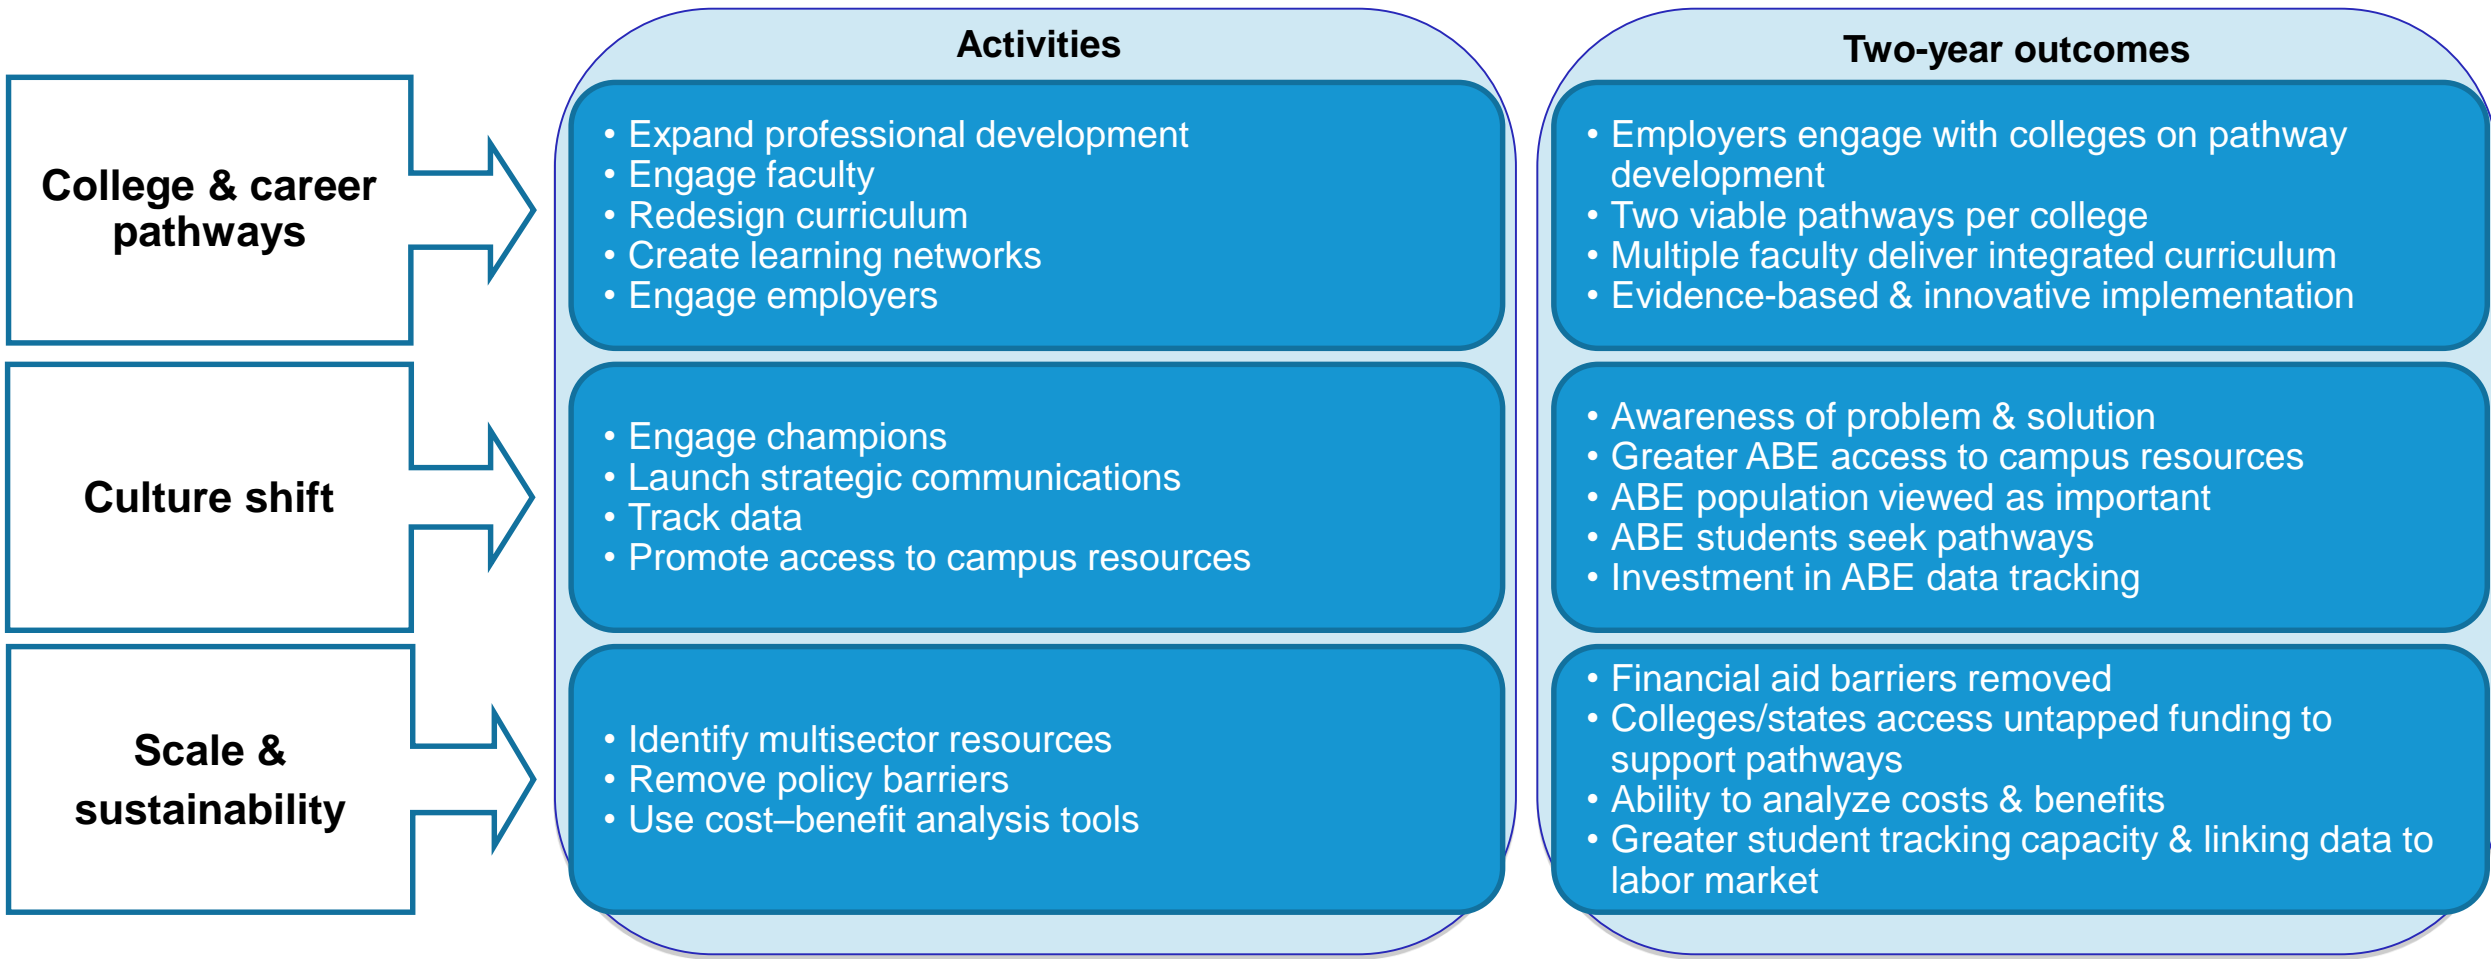 Activities
Two-year outcomes
College & career
pathways
• Expand professional development
• Engage faculty
• Redesign curriculum
• Create learning networks
• Engage employers
• Employers engage with colleges on pathway
development
• Two viable pathways per college
• Multiple faculty deliver integrated curriculum
• Evidence-based & innovative implementation
Culture shift
• Engage champions
• Launch strategic communications
• Track data
• Promote access to campus resources
• Awareness of problem & solution
• Greater ABE access to campus resources
• ABE population viewed as important
• ABE students seek pathways
• Investment in ABE data tracking
Scale &
sustainability
• Identify multisector resources
• Remove policy barriers
• Use cost–benefit analysis tools
• Financial aid barriers removed
• Colleges/states access untapped funding to
support pathways
• Ability to analyze costs & benefits
• Greater student tracking capacity & linking data to
labor market